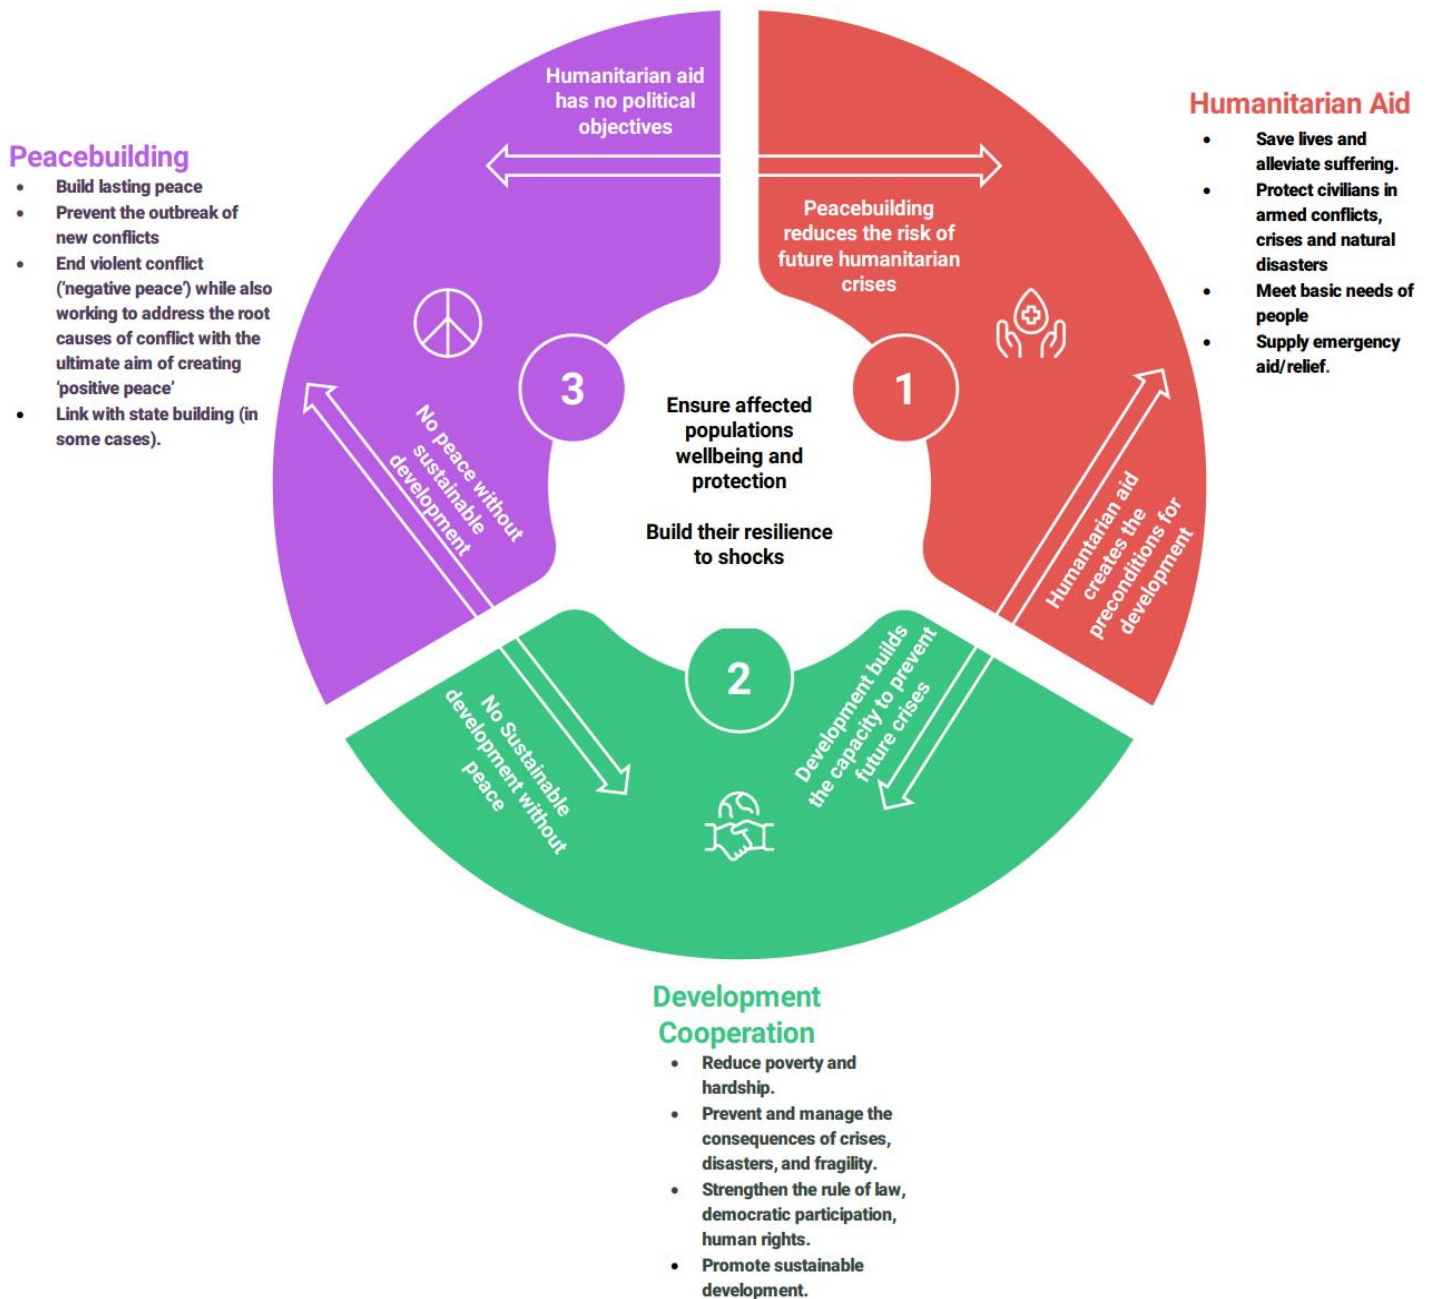 Humanitarian aid
has no political
objectives
Peacebuilding
reduces the risk of
future humanitarian
crises
Humanitarian Aid
• Save lives and
alleviate suffering.
• Protect civilians in
armed conflicts,
crises and natural
disasters
• Meet basic needs of
people
• Supply emergency
aid/relief.
Peacebuilding
• Build lasting peace
• Prevent the outbreak of
new conflicts
• End violent conflict
(‘negative peace’) while also
working to address the root
causes of conflict with the
ultimate aim of creating
‘positive peace’
• Link with state building (in
some cases).
3
1
Ensure affected
populations
wellbeing and
protection
Build their resilience
to shocks
No peace without
sustainable
development
Humantarian aid
creates the
preconditions for
development
2
No Sustainable
development without
peace
Development builds
the capacity to prevent
future crises
Development
Cooperation
• Reduce poverty and
hardship.
• Prevent and manage the
consequences of crises,
disasters, and fragility.
• Strengthen the rule of law,
democratic participation,
human rights.
• Promote sustainable
development.